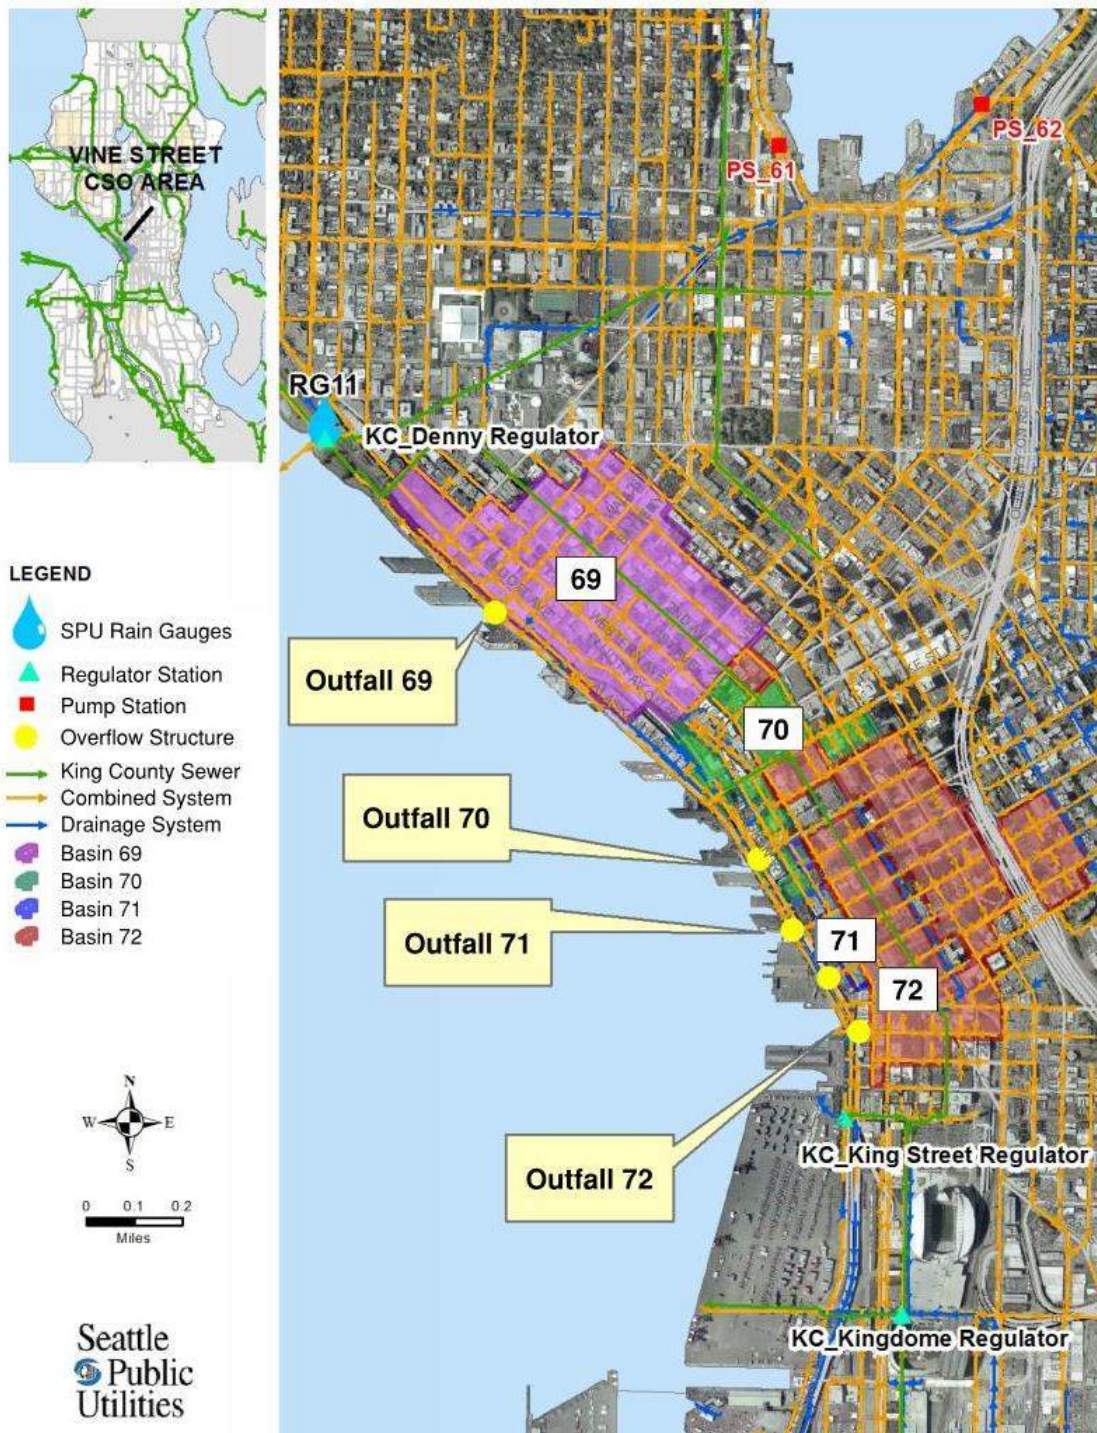 VINE STREET
CSO AREA
PS_62
PS_61
RG11
KC_Denny Regulator
LEGEND
SPU Rain Gauges
Regulator Station
Pump Station
Overflow Structure
King County Sewer
Combined System
Drainage System
Basin 69
Basin 70
Basin 71
Basin 72
69
Outfall 69
70
Outfall 70
Outfall 71
71
72
Outfall 72
N
W E
S
0 0.1 0.2
Miles
KC_King Street Regulator
KC_Kingdome Regulator
Seattle
Public
Utilities